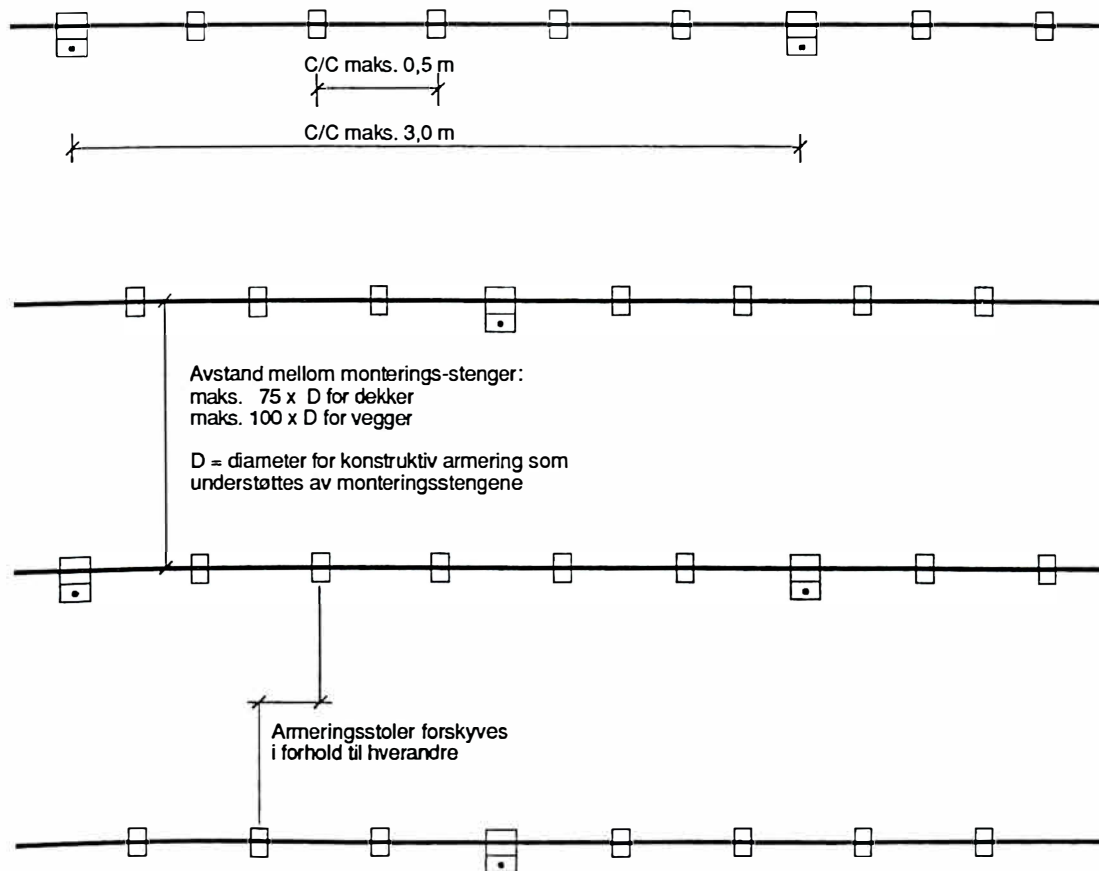 C/C maks. 0,5 m
C/C maks. 3,0 m
Avstand mellom monterings-stenger:
maks. 75 x D for dekker
maks. 100 x D for vegger
D = diameter for konstruktiv armering som
understøttes av monteringsstengene
Armeringsstoler forskyves
i forhold til hverandre